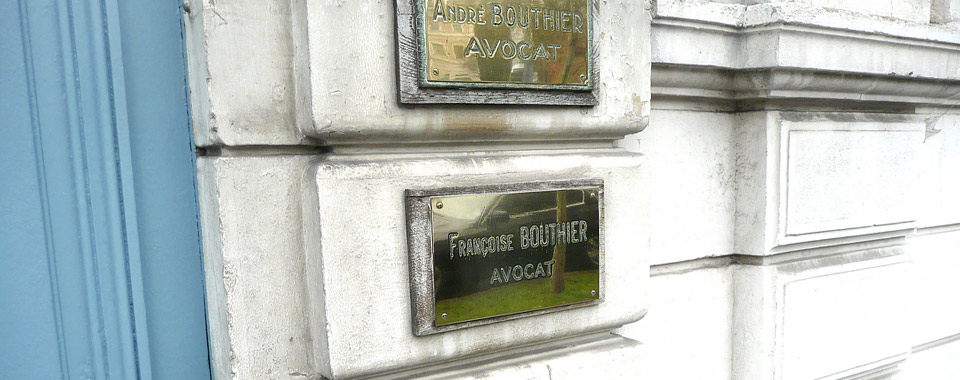 André BOUTHIER
AVOCAT
Françoise BOUTHIER
AVOCAT